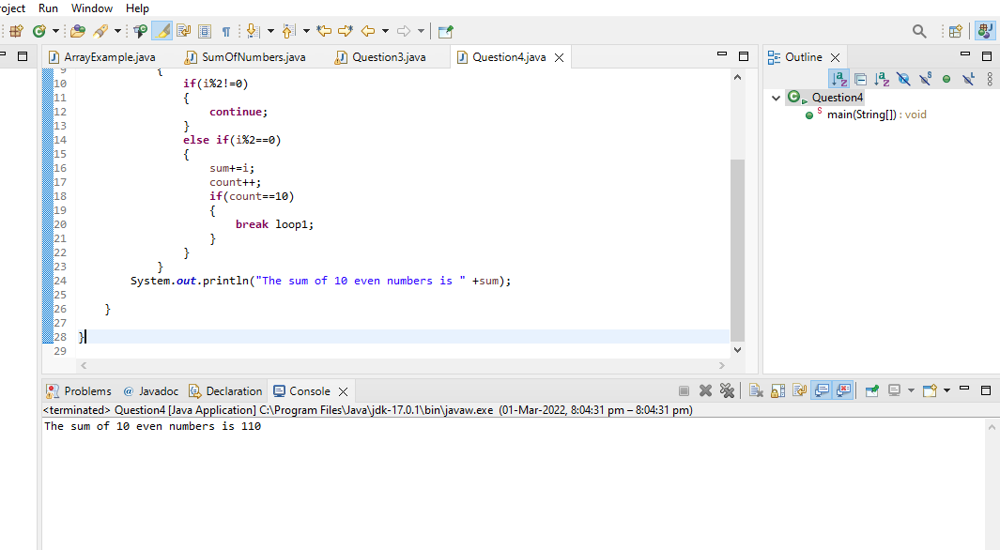 roject Run Window Help
ArrayExample.java SumOfNumbers.java Question3.java Question4.java
Outline
9 {
10 if(i%2!=0)
11 {
12 continue;
13 }
14 else if(i%2==0)
15 {
16 sum+=i;
17 count++;
18 if(count==10)
19 {
20 break loop1;
21 }
22 }
23 }
24 System.out.println("The sum of 10 even numbers is " +sum);
25
26 }
27
28 }
29
Question4
main(String[]) : void
Problems @ Javadoc Declaration Console
<terminated> Question4 [Java Application] C:\Program Files\Java\jdk-17.0.1\bin\javaw.exe (01-Mar-2022, 8:04:31 pm – 8:04:31 pm)
The sum of 10 even numbers is 110